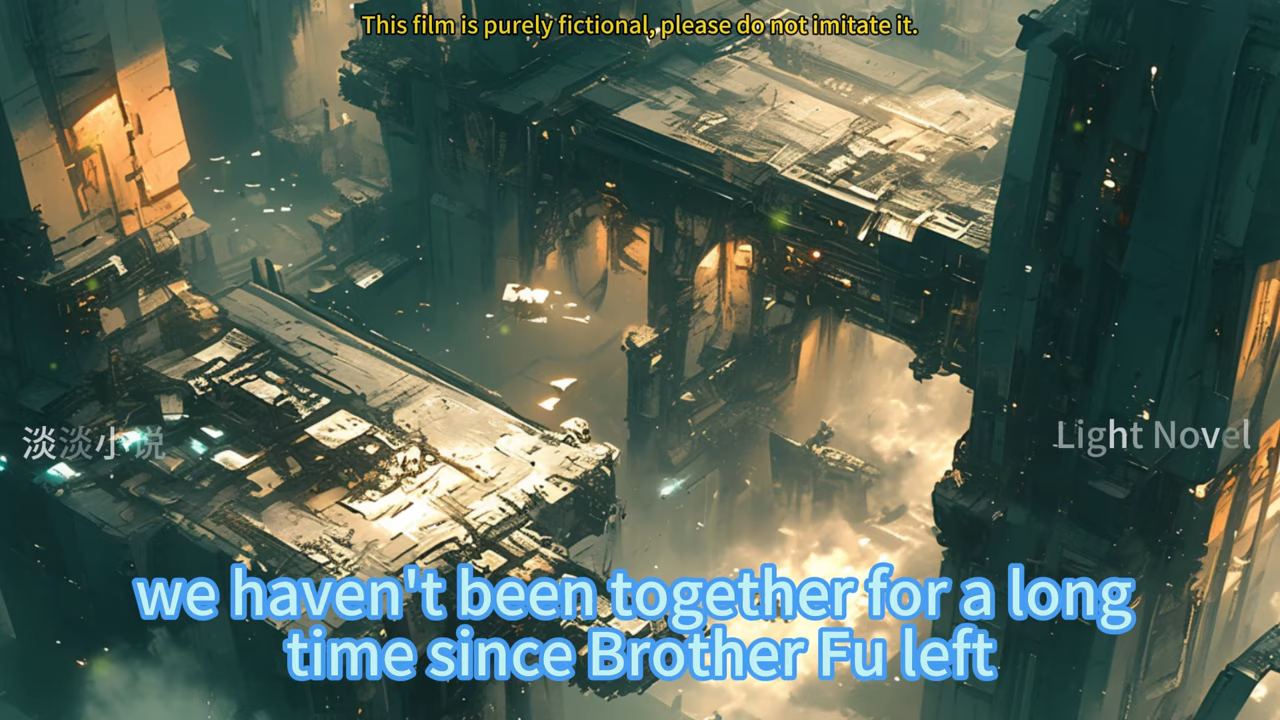 This film is purely fictional, please do not imitate it.
淡淡小说
Light Novel
we haven't been together for a long
time since Brother Fu left